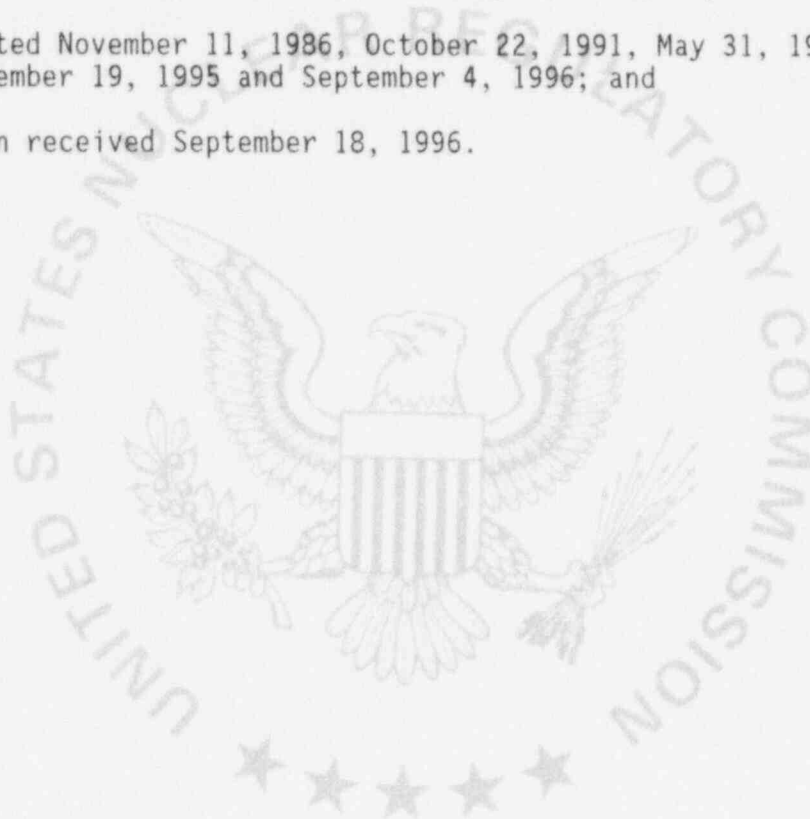 ted November 11, 1986, October 22, 1991, May 31, 19
ember 19, 1995 and September 4, 1996; and
n received September 18, 1996.
UNITED STATES NUCLEAR REGULATORY COMMISSION